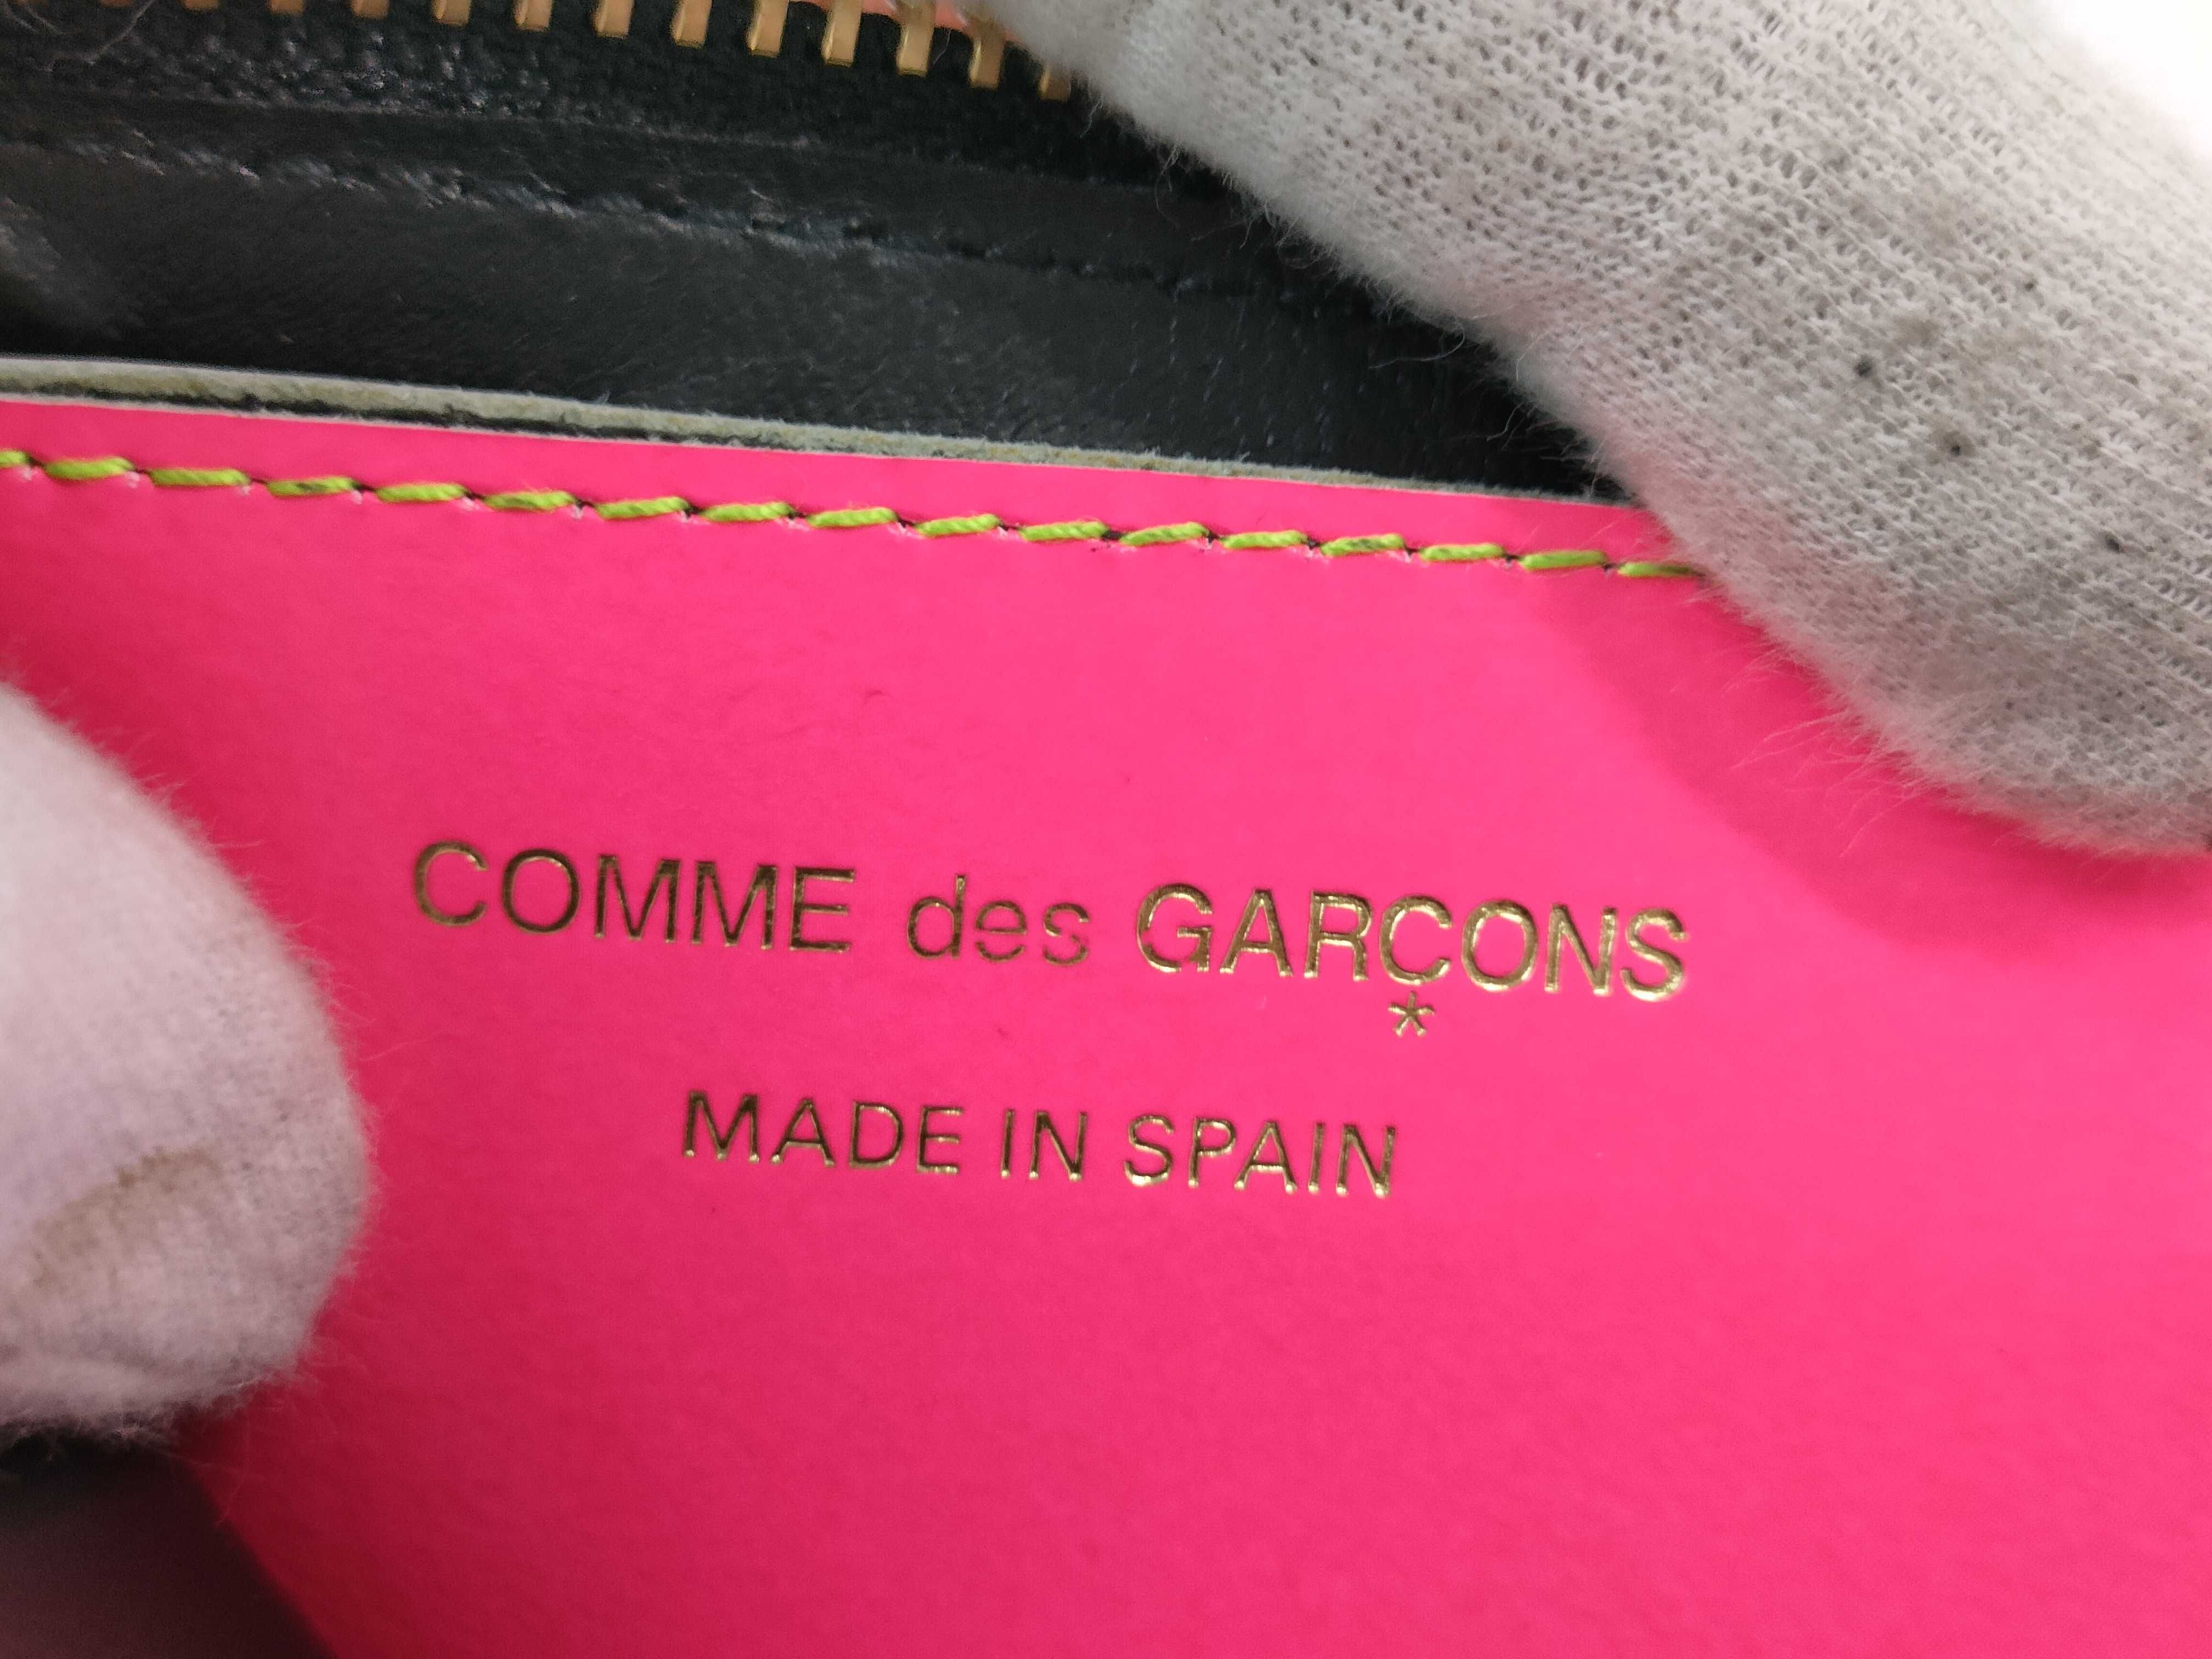 COMME des GARÇONS
*
MADE IN SPAIN